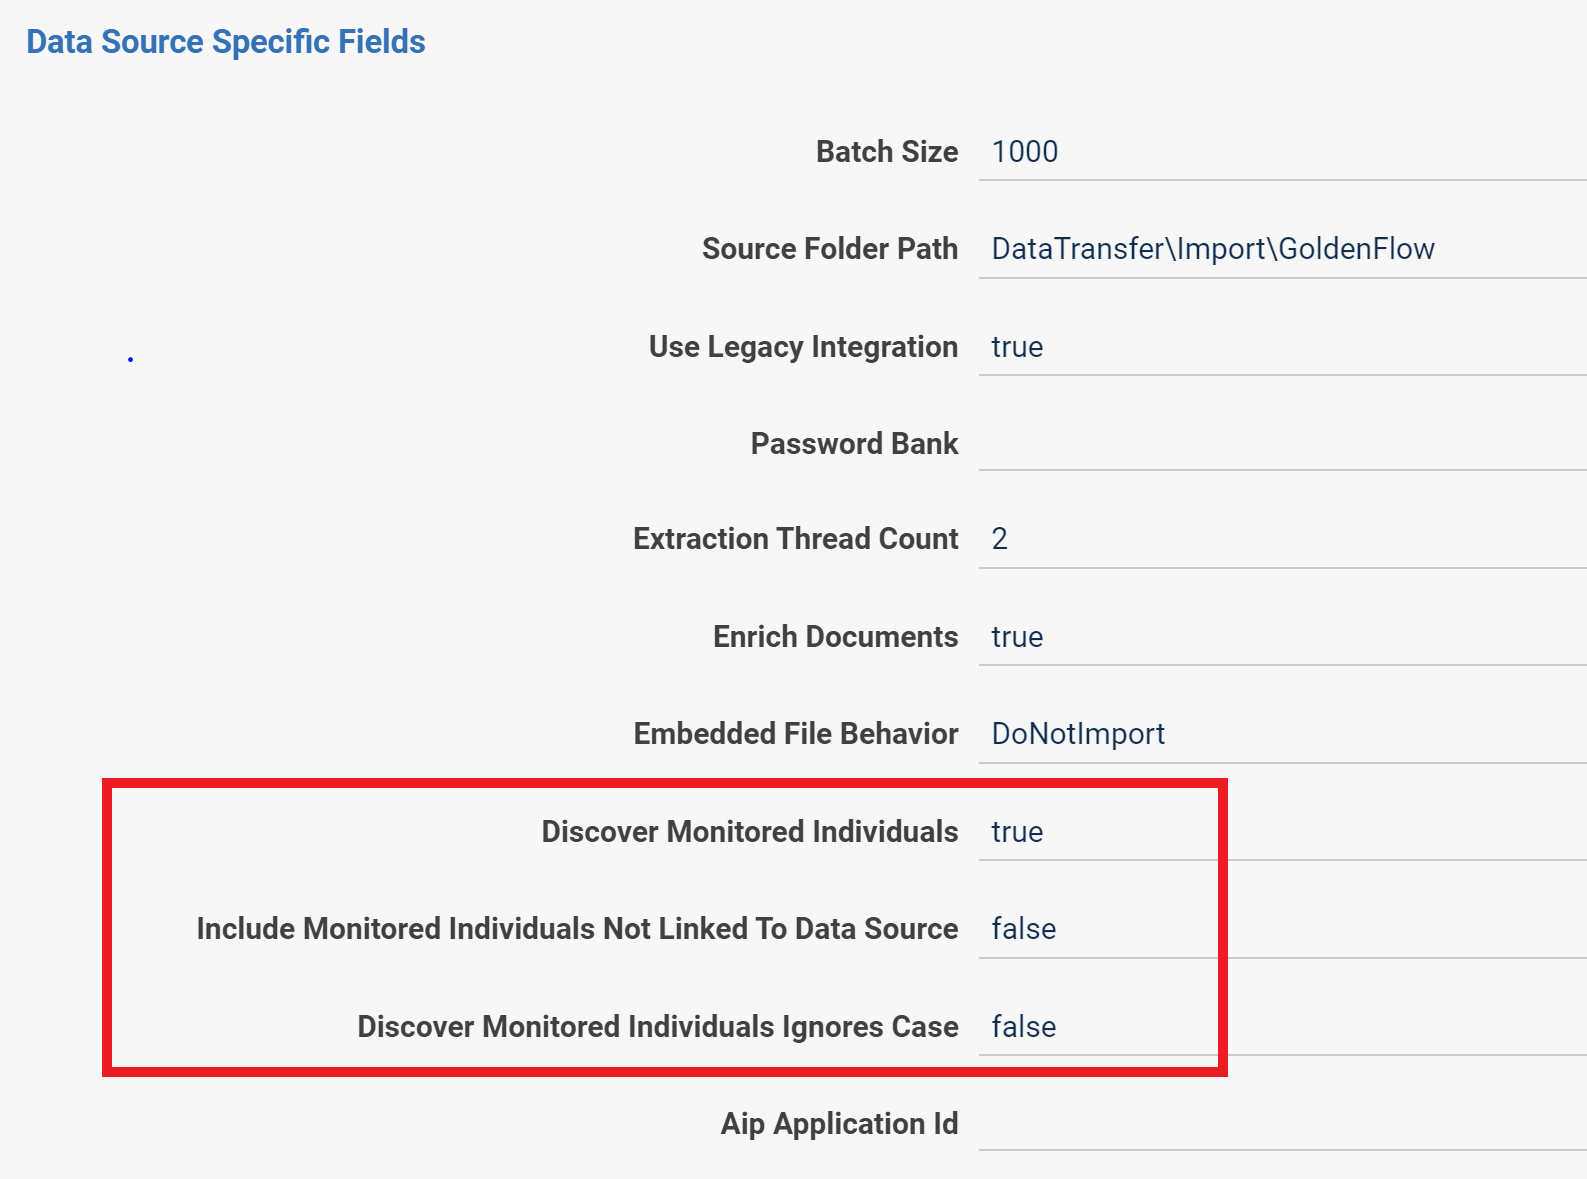 Data Source Specific Fields
Batch Size 1000
Source Folder Path DataTransfer\Import\GoldenFlow
Use Legacy Integration true
Password Bank
Extraction Thread Count 2
Enrich Documents true
Embedded File Behavior DoNotImport
Discover Monitored Individuals true
Include Monitored Individuals Not Linked To Data Source false
Discover Monitored Individuals Ignores Case false
Aip Application Id